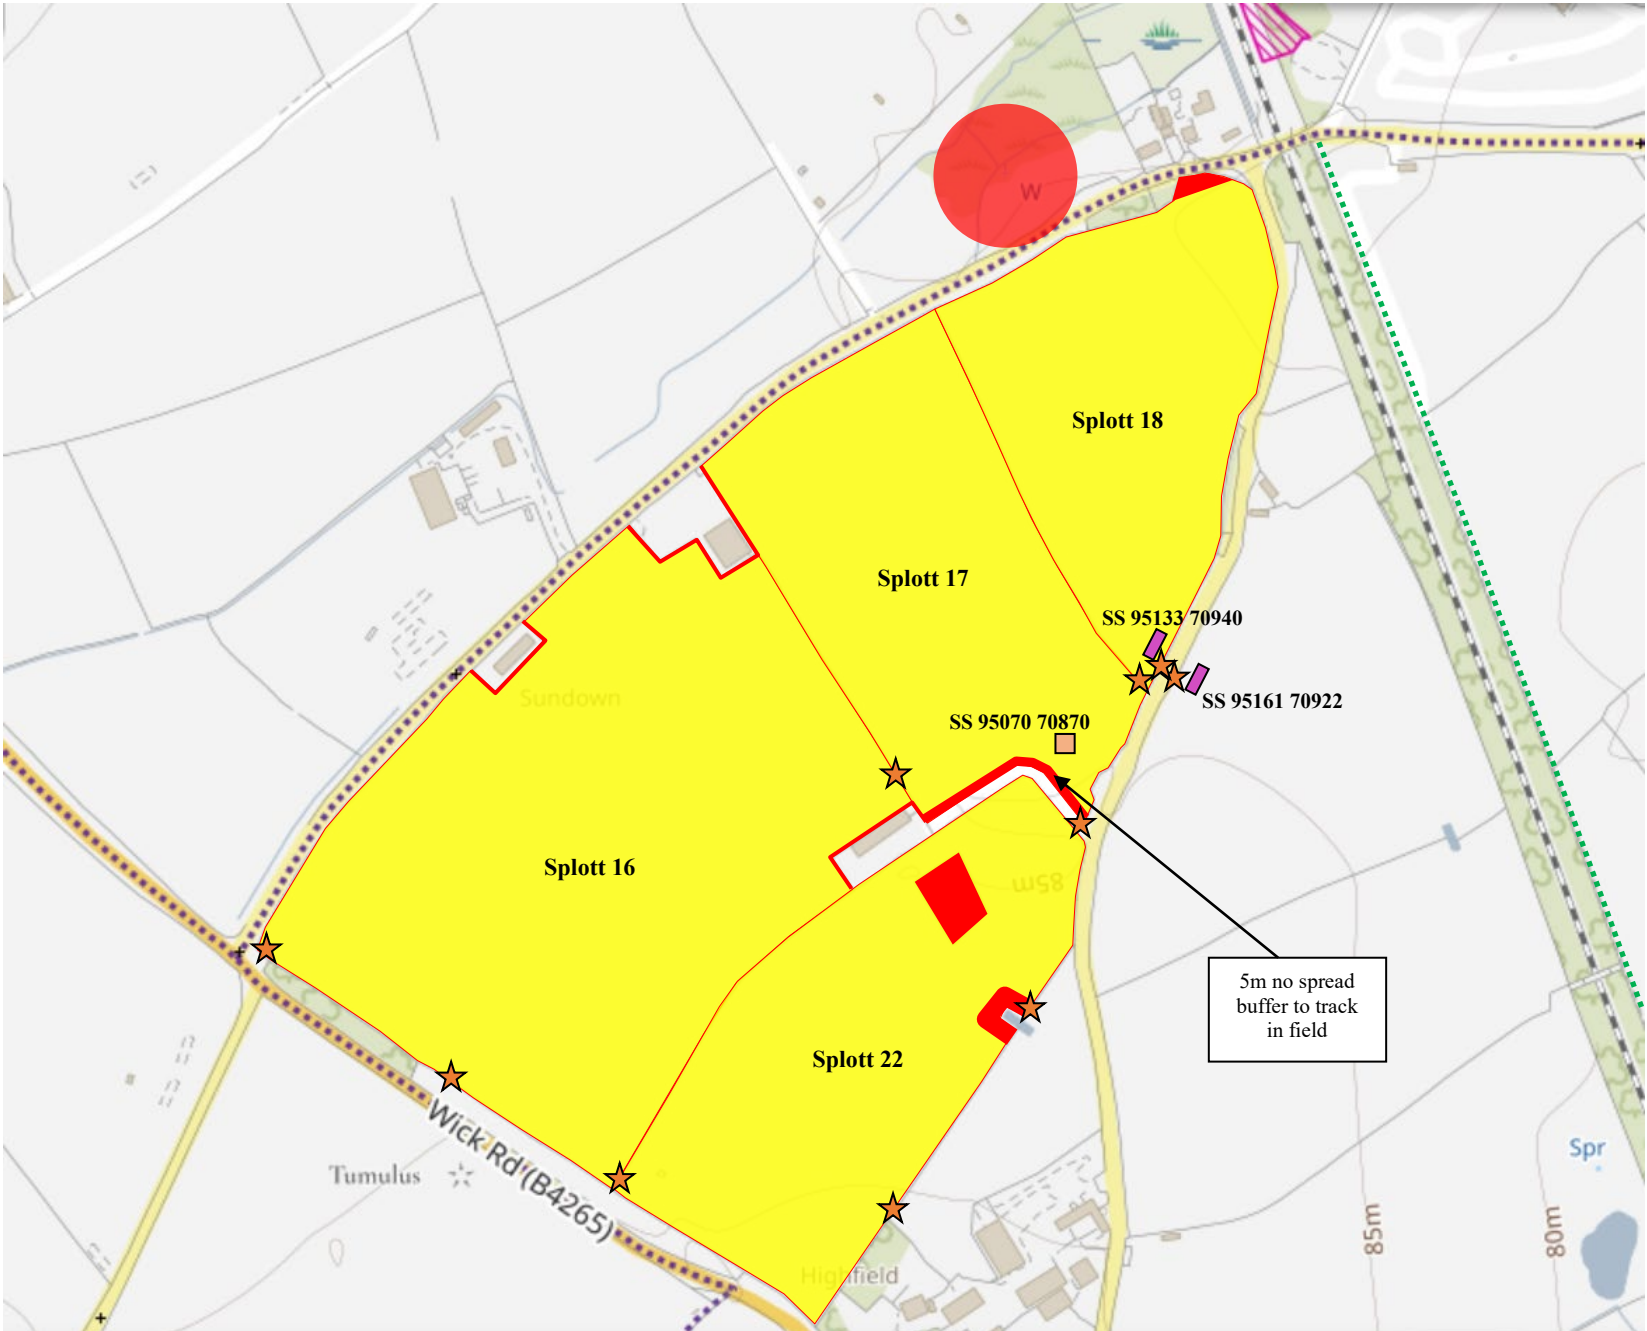 W
Splott 18
Splott 17
SS 95133 70940
Sundown
SS 95161 70922
SS 95070 70870
Splott 16
85m
5m no spread
buffer to track
in field
Splott 22
Wick Rd (B4265)
Tumulus
Spr
85m
80m
Highfield